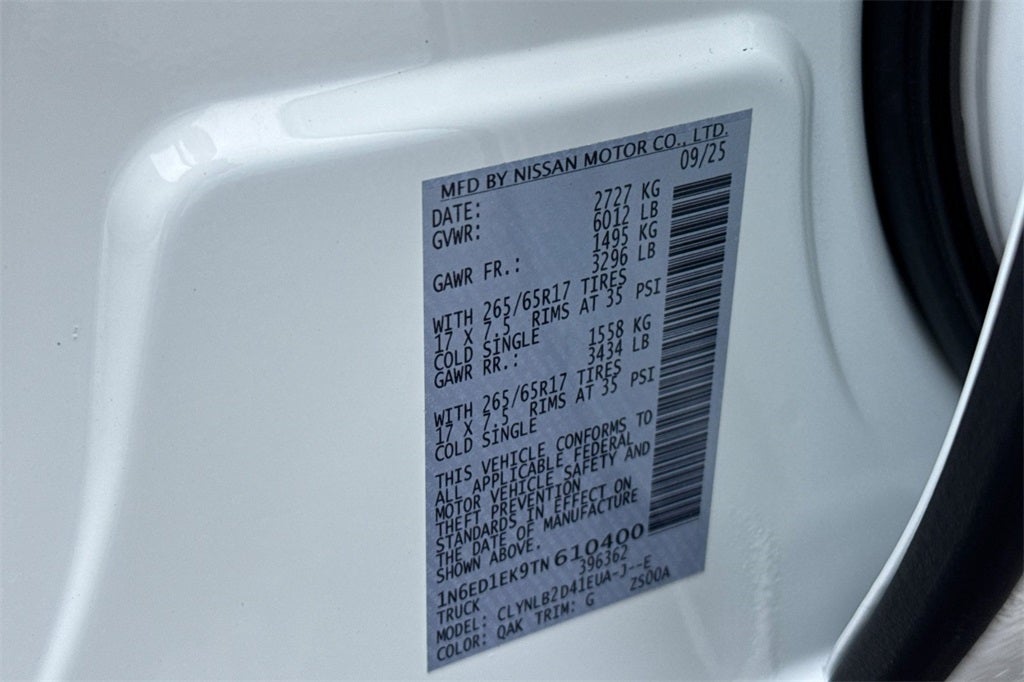 MFD BY NISSAN MOTOR CO., LTD.
DATE: 09/25
GVWR: 2727 KG
6012 LB
GAWR FR.: 1495 KG
3296 LB
WITH 265/65R17 TIRES
17 X 7.5 RIMS AT 35 PSI
COLD SINGLE
GAWR RR.: 1558 KG
3434 LB
WITH 265/65R17 TIRES
17 X 7.5 RIMS AT 35 PSI
COLD SINGLE
THIS VEHICLE CONFORMS TO
ALL APPLICABLE FEDERAL
MOTOR VEHICLE SAFETY AND
THEFT PREVENTION
STANDARDS IN EFFECT ON
THE DATE OF MANUFACTURE
SHOWN ABOVE.
1N6ED1EK9TN610400
TRUCK 396362
MODEL: CLYNLB2D41EUA-J--E
COLOR: QAK TRIM: G ZS00A